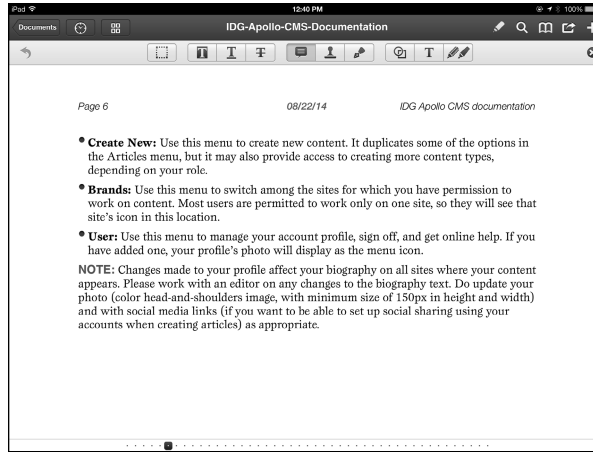 iPad 12:40 PM 100%
Documents IDG-Apollo-CMS-Documentation
T T T T
Page 6 08/22/14 IDG Apollo CMS documentation
Create New: Use this menu to create new content. It duplicates some of the options in
the Articles menu, but it may also provide access to creating more content types,
depending on your role.
Brands: Use this menu to switch among the sites for which you have permission to
work on content. Most users are permitted to work only on one site, so they will see that
site's icon in this location.
User: Use this menu to manage your account profile, sign off, and get online help. If you
have added one, your profile's photo will display as the menu icon.
NOTE: Changes made to your profile affect your biography on all sites where your content
appears. Please work with an editor on any changes to the biography text. Do update your
photo (color head-and-shoulders image, with minimum size of 150px in height and width)
and with social media links (if you want to be able to set up social sharing using your
accounts when creating articles) as appropriate.